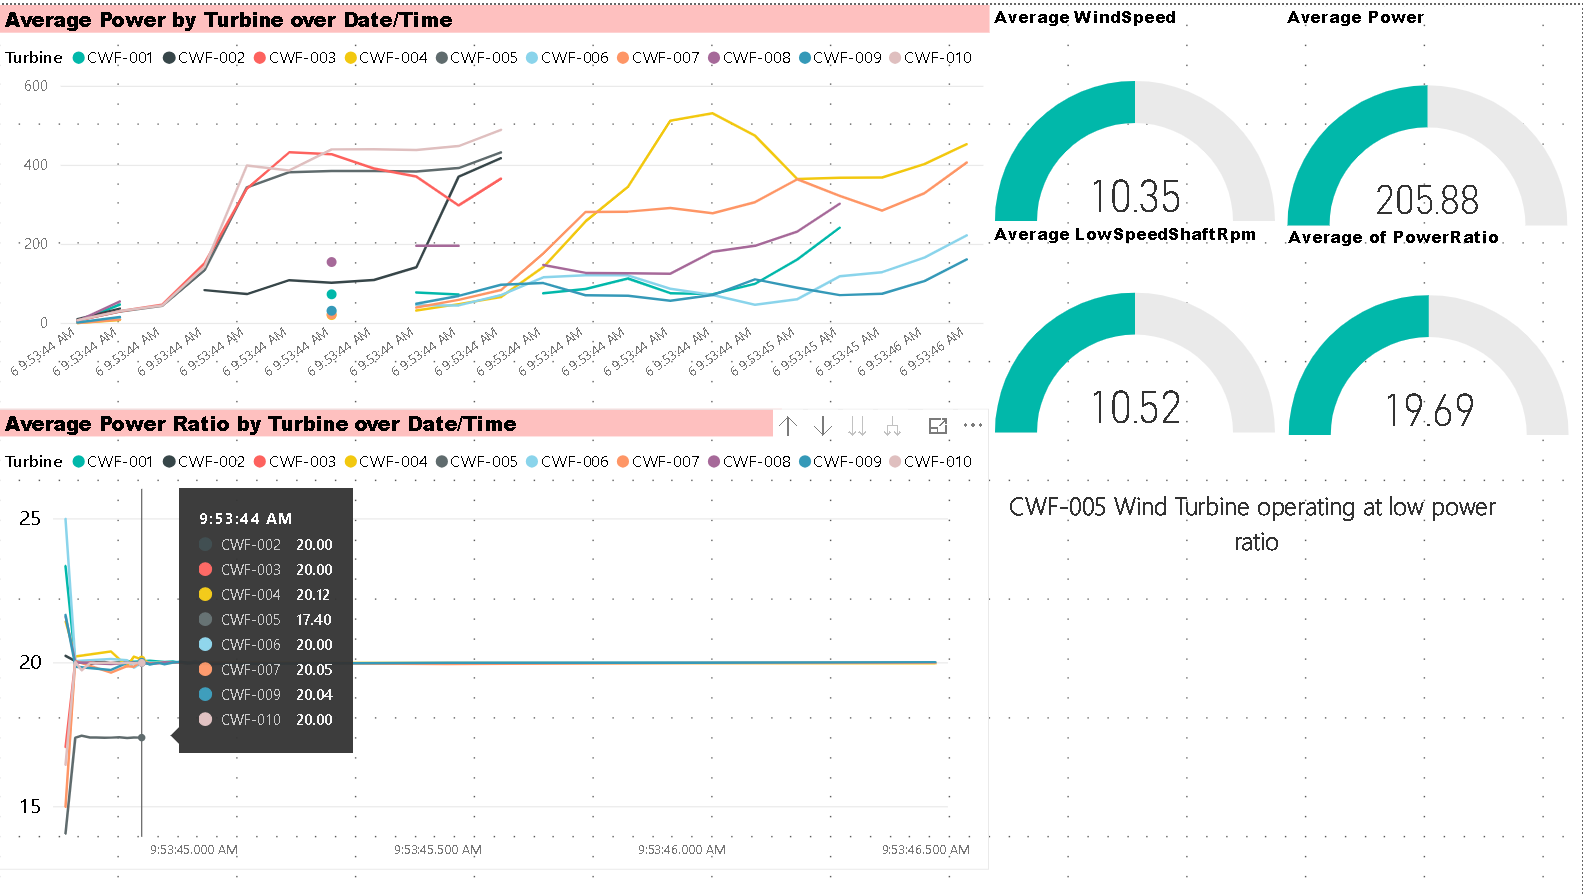 Average Power by Turbine over Date/Time
Turbine CWF-001 CWF-002 CWF-003 CWF-004 CWF-005 CWF-006 CWF-007 CWF-008 CWF-009 CWF-010
600
400
200
0
6 9:53:44 AM 6 9:53:44 AM 6 9:53:44 AM 6 9:53:44 AM 6 9:53:44 AM 6 9:53:44 AM 6 9:53:44 AM 6 9:53:44 AM 6 9:53:44 AM 6 9:53:44 AM 6 9:53:44 AM 6 9:53:44 AM 6 9:53:44 AM 6 9:53:44 AM 6 9:53:44 AM 6 9:53:44 AM 6 9:53:44 AM 6 9:53:45 AM 6 9:53:45 AM 6 9:53:45 AM 6 9:53:46 AM 6 9:53:46 AM
Average WindSpeed
10.35
Average Power
205.88
Average LowSpeedShaftRpm
10.52
Average of PowerRatio
19.69
Average Power Ratio by Turbine over Date/Time
Turbine CWF-001 CWF-002 CWF-003 CWF-004 CWF-005 CWF-006 CWF-007 CWF-008 CWF-009 CWF-010
25
20
15
9:53:44 AM
CWF-002 20.00
CWF-003 20.00
CWF-004 20.12
CWF-005 17.40
CWF-006 20.00
CWF-007 20.05
CWF-009 20.04
CWF-010 20.00
9:53:45.000 AM 9:53:45.500 AM 9:53:46.000 AM 9:53:46.500 AM
CWF-005 Wind Turbine operating at low power
ratio